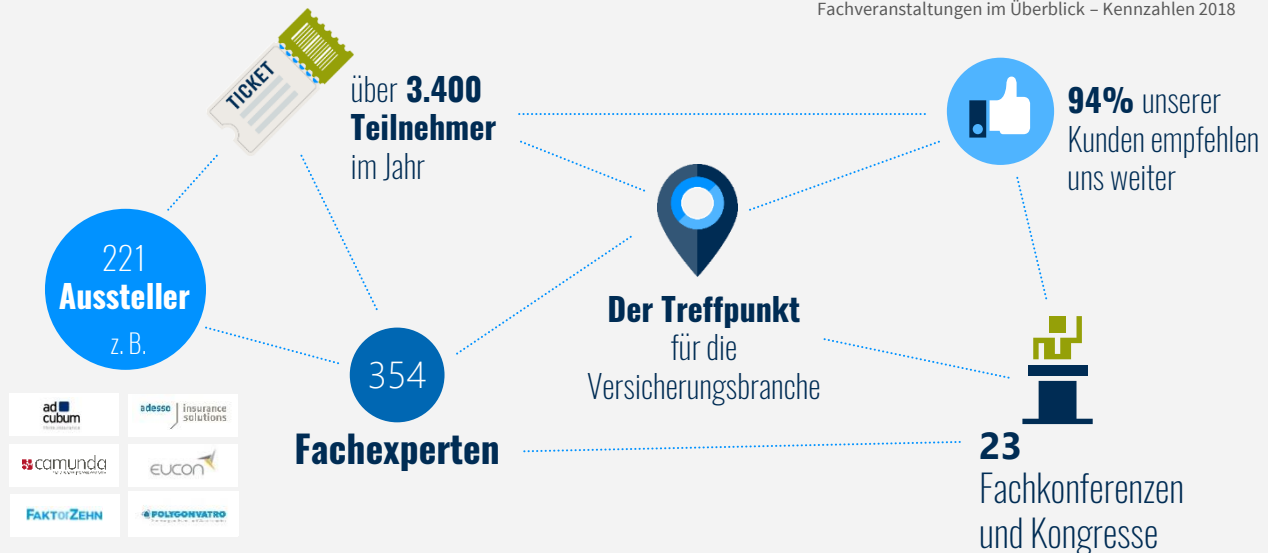 Fachveranstaltungen im Überblick – Kennzahlen 2018
TICKET
über 3.400
Teilnehmer
im Jahr
94% unserer
Kunden empfehlen
uns weiter
221
Aussteller
z. B.
354
Fachexperten
Der Treffpunkt
für die
Versicherungsbranche
23
Fachkonferenzen
und Kongresse
ad
cubum
adesso insurance
solutions
camunda
EUCON
FAKTOR ZEHN
POLYGONVATRO